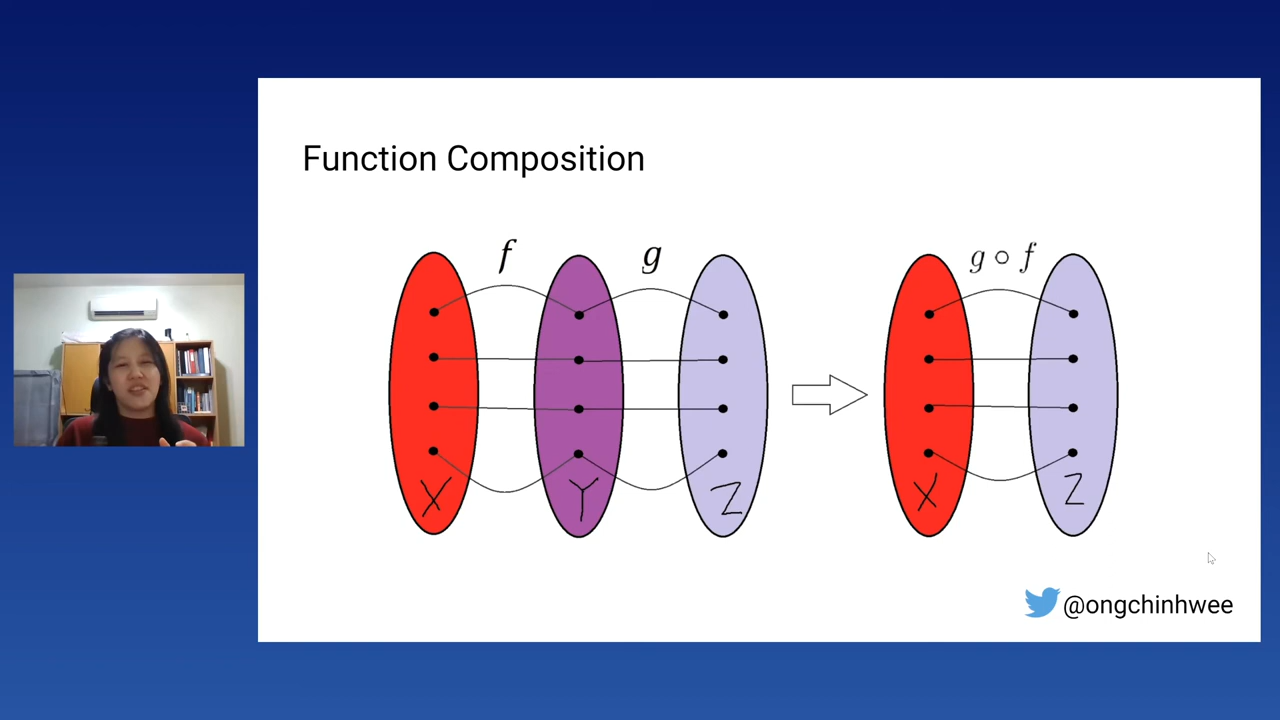 Function Composition
f g g ∘ f
X Y Z X Z
@ongchinhwee